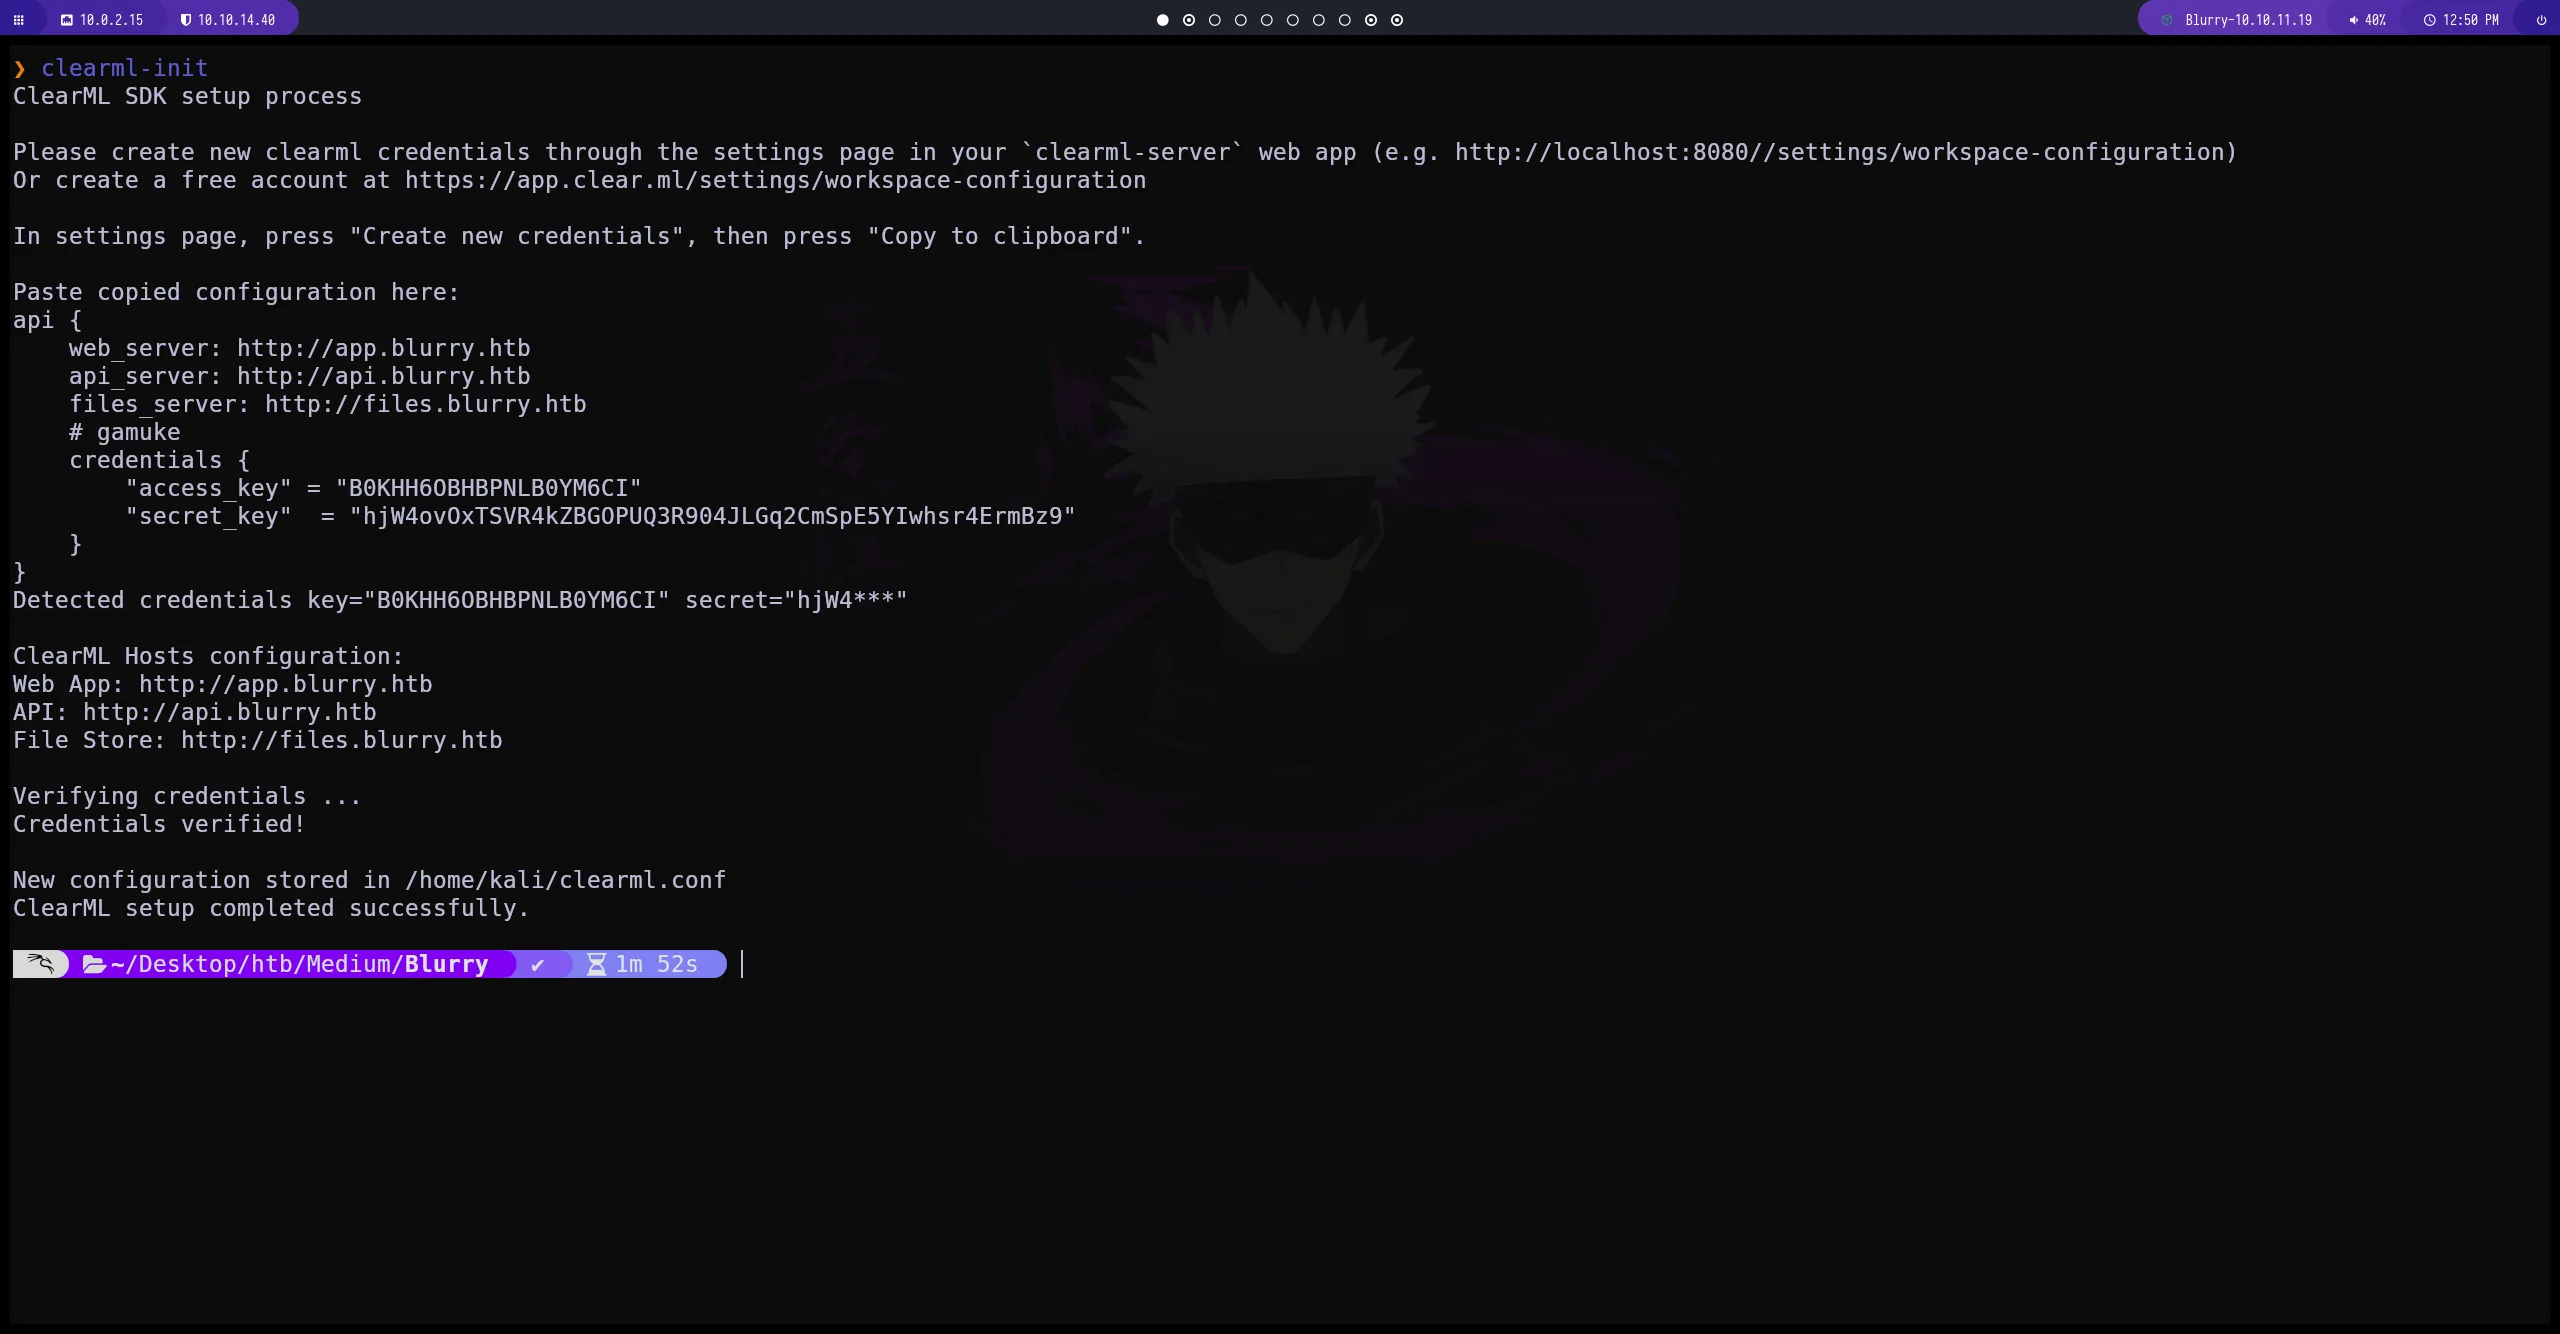 10.0.2.15 10.10.14.40 Blurry-10.10.11.19 40% 12:50 PM
❯ clearml-init
ClearML SDK setup process
Please create new clearml credentials through the settings page in your `clearml-server` web app (e.g. http://localhost:8080//settings/workspace-configuration)
Or create a free account at https://app.clear.ml/settings/workspace-configuration
In settings page, press "Create new credentials", then press "Copy to clipboard".
Paste copied configuration here:
api {
    web_server: http://app.blurry.htb
    api_server: http://api.blurry.htb
    files_server: http://files.blurry.htb
    # gamuke
    credentials {
        "access_key" = "B0KHH6OBHBPNLB0YM6CI"
        "secret_key"  = "hjW4ovOxTSVR4kZBGOPUQ3R904JLGq2CmSpE5YIwhsr4ErmBz9"
    }
}
Detected credentials key="B0KHH6OBHBPNLB0YM6CI" secret="hjW4***"
ClearML Hosts configuration:
Web App: http://app.blurry.htb
API: http://api.blurry.htb
File Store: http://files.blurry.htb
Verifying credentials ...
Credentials verified!
New configuration stored in /home/kali/clearml.conf
ClearML setup completed successfully.
~/Desktop/htb/Medium/Blurry ✔ 1m 52s